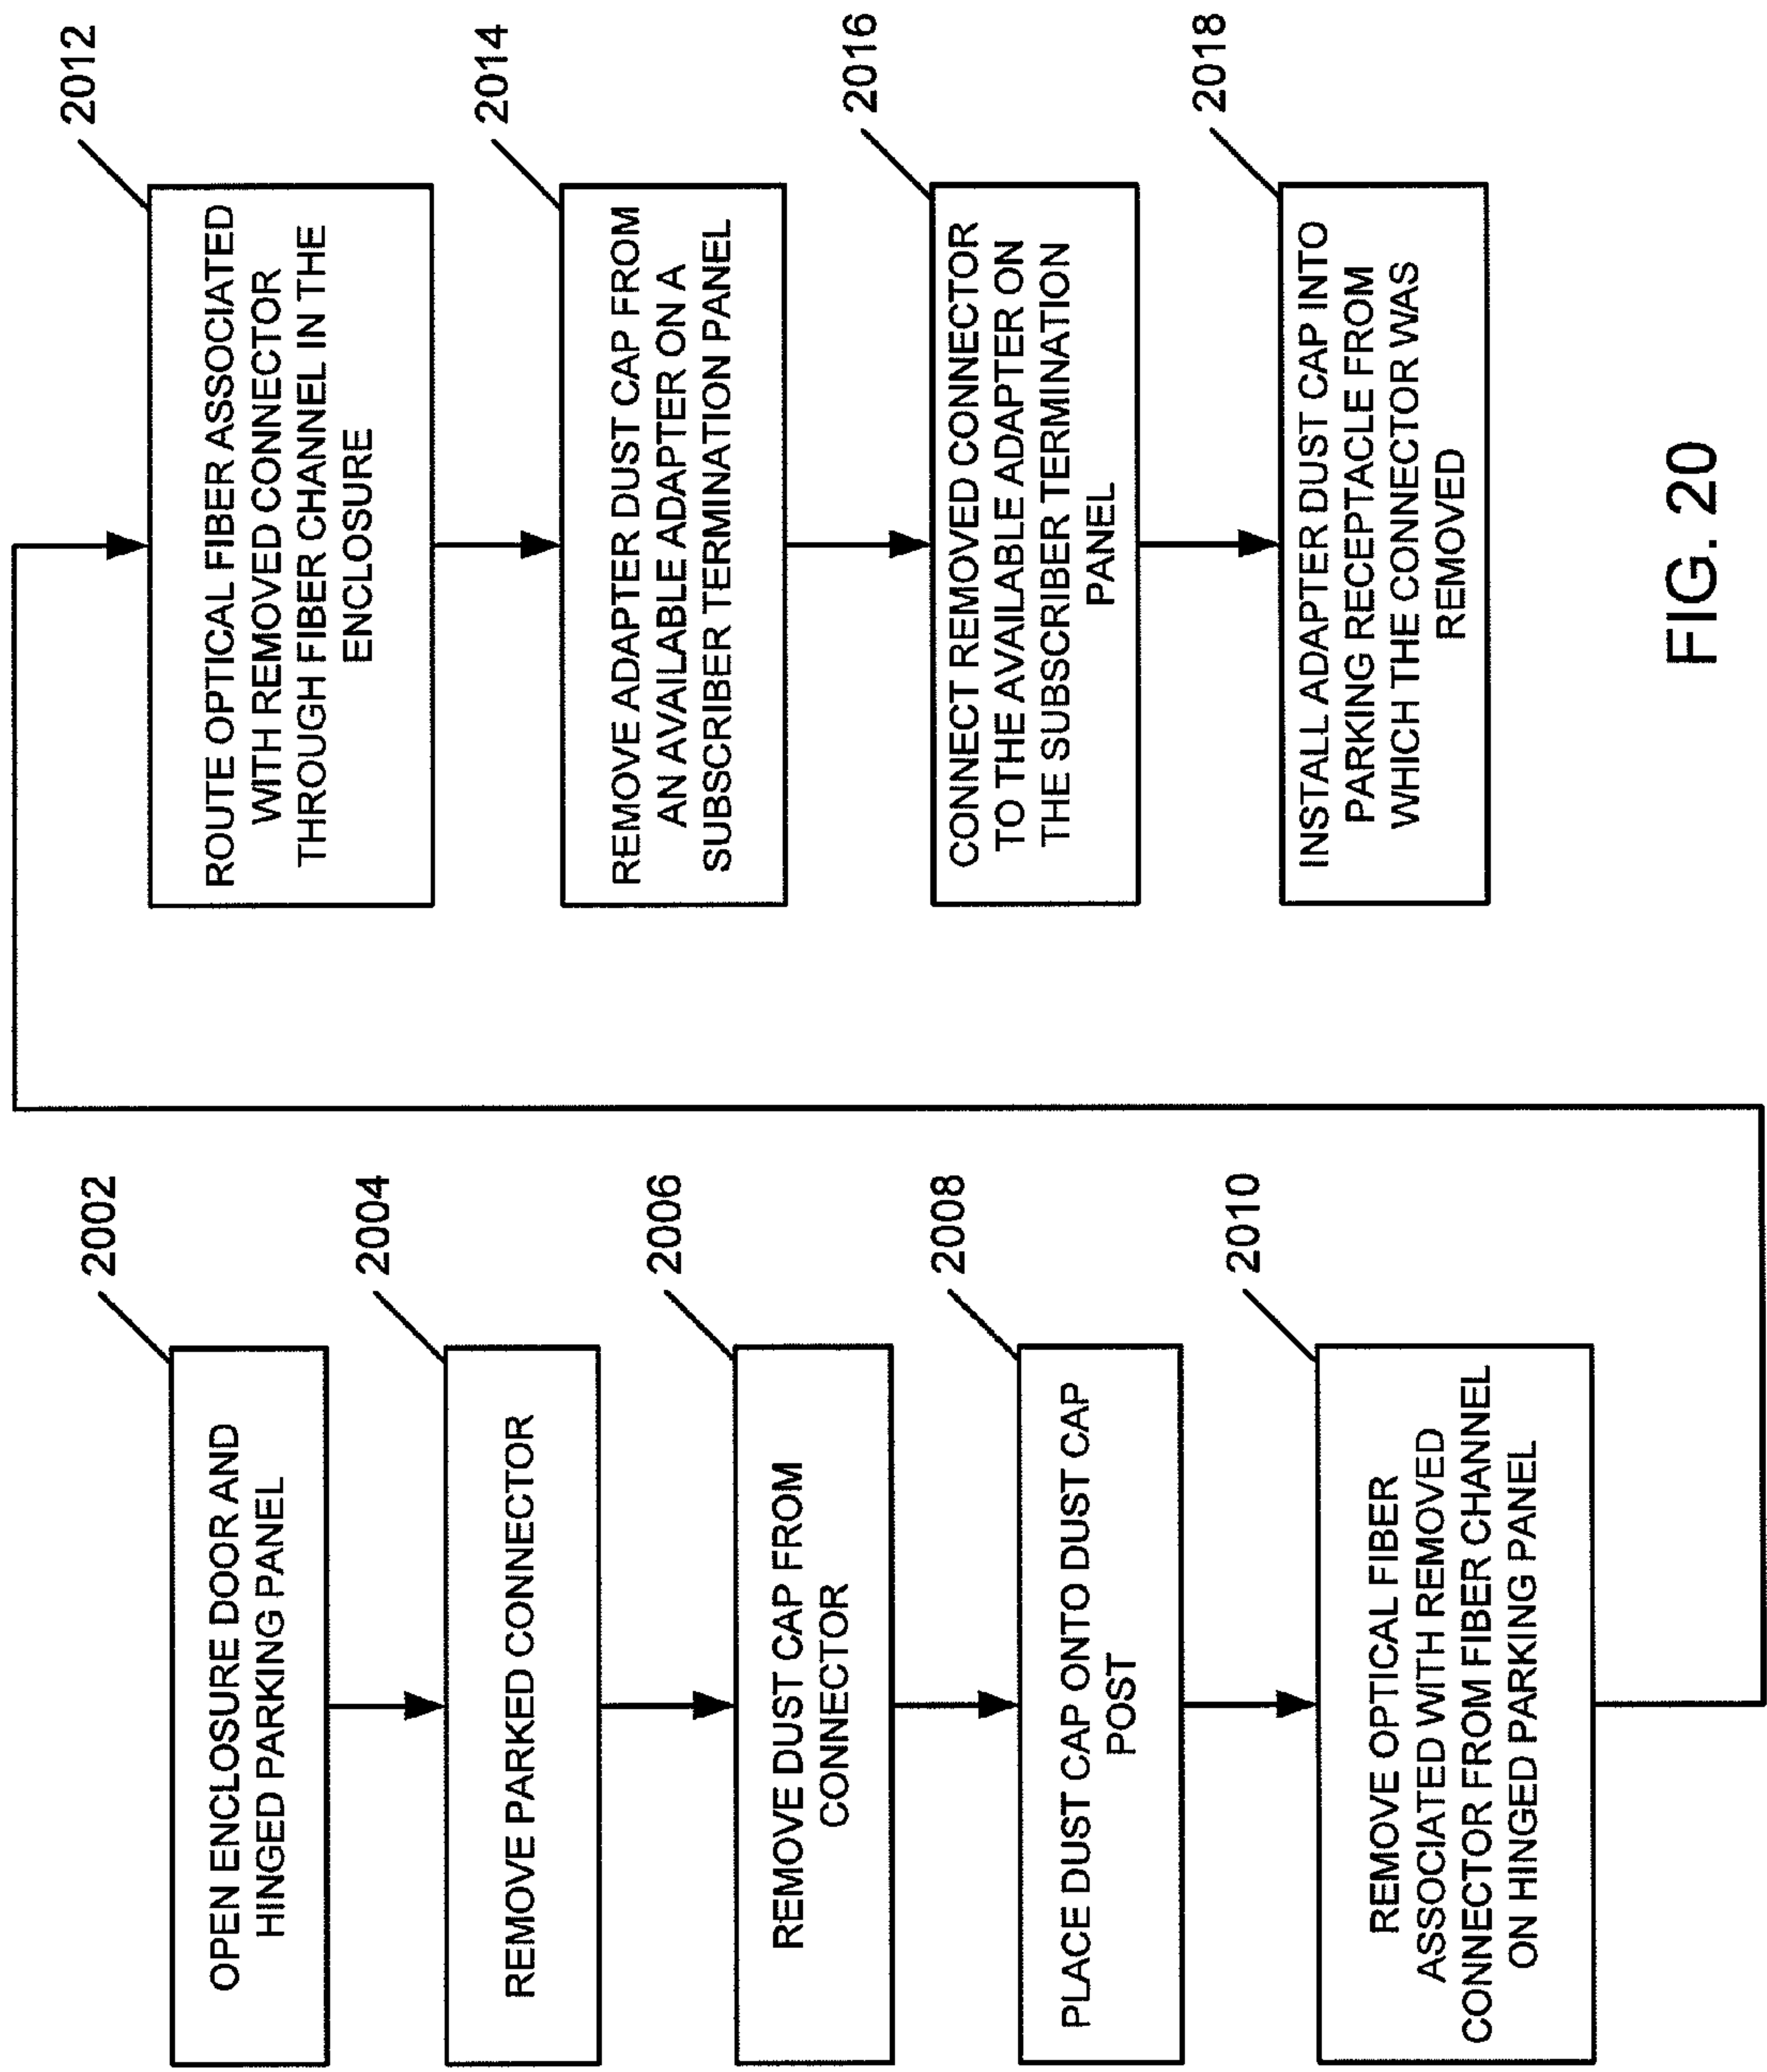 2002
OPEN ENCLOSURE DOOR AND
HINGED PARKING PANEL
2004
REMOVE PARKED CONNECTOR
2006
REMOVE DUST CAP FROM
CONNECTOR
2008
PLACE DUST CAP ONTO DUST CAP
POST
2010
REMOVE OPTICAL FIBER
ASSOCIATED WITH REMOVED
CONNECTOR FROM FIBER CHANNEL
ON HINGED PARKING PANEL
2012
ROUTE OPTICAL FIBER ASSOCIATED
WITH REMOVED CONNECTOR
THROUGH FIBER CHANNEL IN THE
ENCLOSURE
2014
REMOVE ADAPTER DUST CAP FROM
AN AVAILABLE ADAPTER ON A
SUBSCRIBER TERMINATION PANEL
2016
CONNECT REMOVED CONNECTOR
TO THE AVAILABLE ADAPTER ON
THE SUBSCRIBER TERMINATION
PANEL
2018
INSTALL ADAPTER DUST CAP INTO
PARKING RECEPTACLE FROM
WHICH THE CONNECTOR WAS
REMOVED
FIG. 20